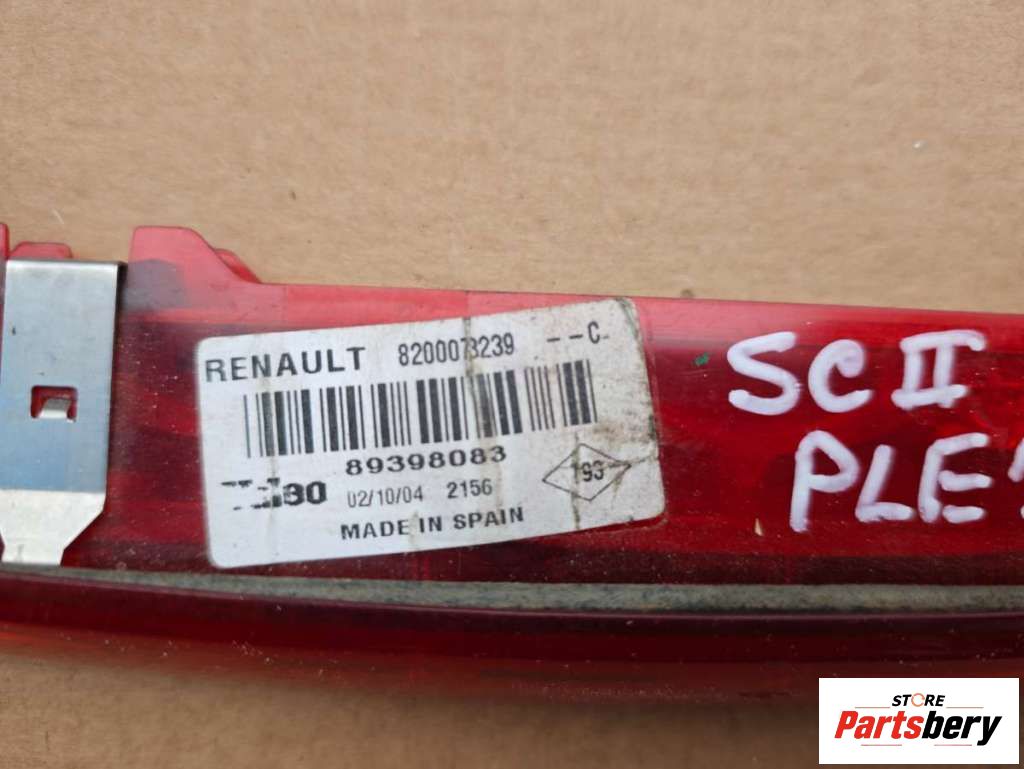 RENAULT 8200073239 --C-
89398083
02/10/04 2156
193
MADE IN SPAIN
SC II
PLE
STORE
Partsbery